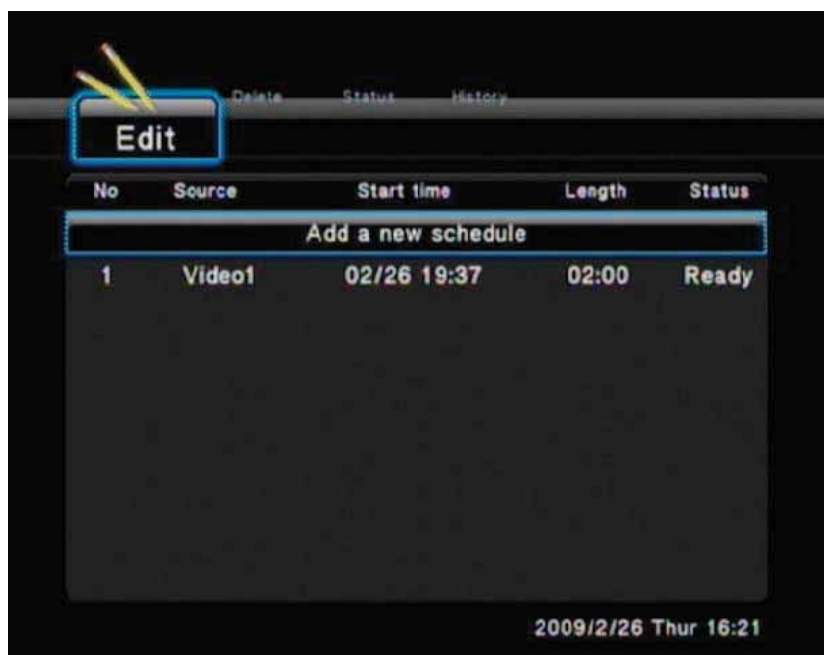 Delete Status History
Edit
No Source Start time Length Status
Add a new schedule
1 Video1 02/26 19:37 02:00 Ready
2009/2/26 Thur 16:21